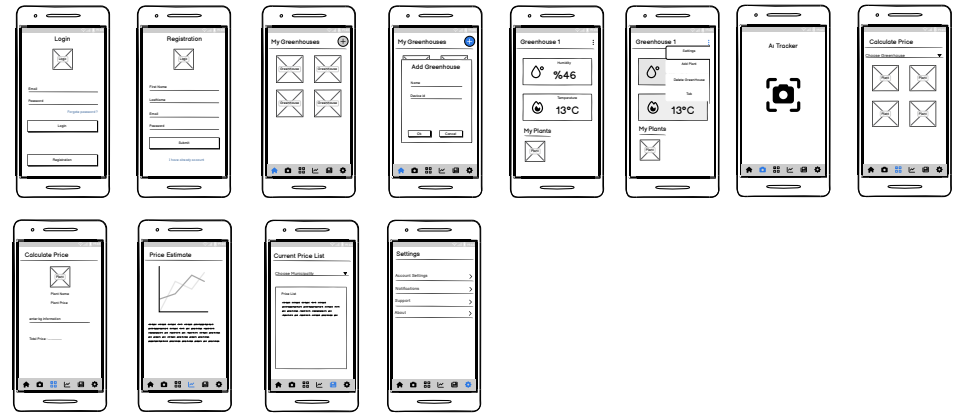 Login
Logo
Email
Password
Forgote password?
Login
Registration
Registration
Logo
First Name
LastName
Email
Password
Submit
I have already account
My Greenhouses
Greenhouse
Greenhouse
Greenhouse
Greenhouse
My Greenhouses
Add Greenhouse
Name
Device id
Ok
Cancel
Greenhouse 1
Humidity
%46
Temperature
13°C
My Plants
Plant
Greenhouse 1
Settings
Add Plant
Delete Greenhouse
13°C
My Plants
Plant
Ai Tracker
Calculate Price
Choose Greenhouse
Plant
Plant
Plant
Plant
Calculate Price
Plant
Plant Name
Plant Price
entering information
Total Price:
Price Estimate
Current Price List
Choose Municipality
Price List
Settings
Account Settings
Notifications
Support
About